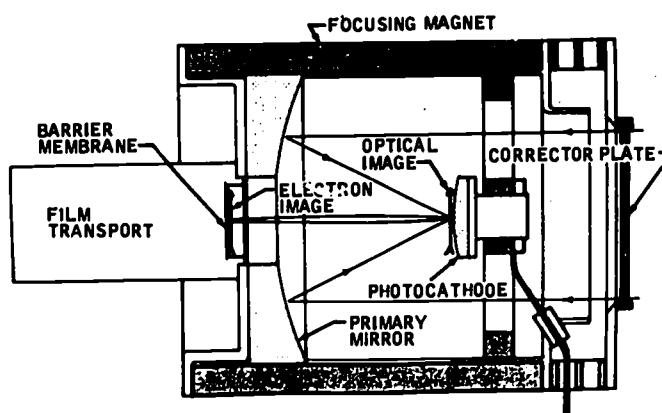 FOCUSING MAGNET
BARRIER
MEMBRANE
OPTICAL
IMAGE
CORRECTOR PLATE
ELECTRON
IMAGE
FILM
TRANSPORT
PHOTOCATHODE
PRIMARY
MIRROR